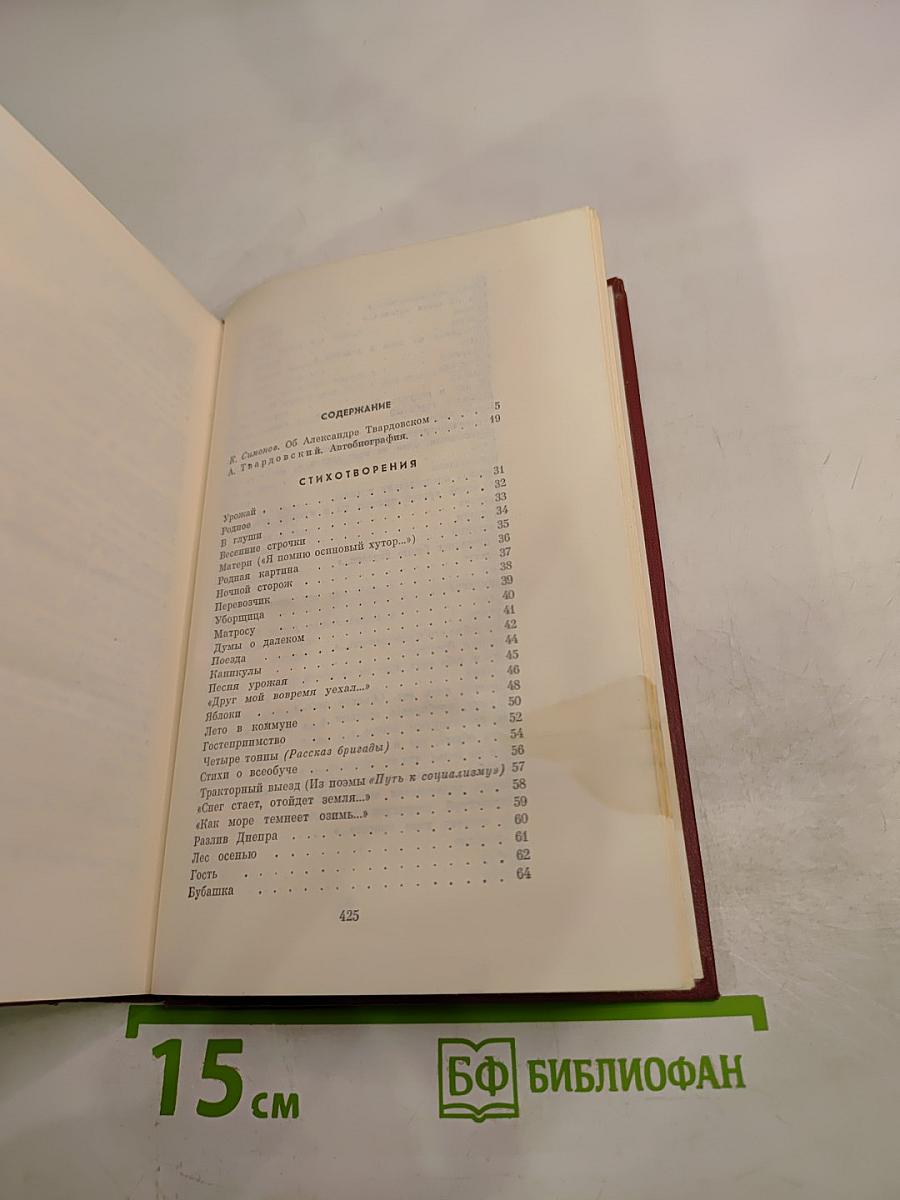 СОДЕРЖАНИЕ
К. Симонов. Об Александре Твардовском . . . . 5
А. Твардовский. Автобиография. . . . . . 19
СТИХОТВОРЕНИЯ
Урожай . . . . . . . . . . 31
Родное . . . . . . . . . . 32
В глуши . . . . . . . . . . 33
Весенние строчки . . . . . . . . 34
Матери («Я помню осиновый хутор...») . . . . 35
Родная картина . . . . . . . . 36
Ночной сторож . . . . . . . . 37
Перевозчик . . . . . . . . . 38
Уборщица . . . . . . . . . . 39
Матросу . . . . . . . . . . 40
Думы о далеком . . . . . . . . 41
Поезда . . . . . . . . . . 42
Каникулы . . . . . . . . . . 44
Песня урожая . . . . . . . . . 45
«Друг мой вовремя уехал...» . . . . . . 46
Яблоки . . . . . . . . . . 48
Лето в коммуне . . . . . . . . 50
Гостеприимство . . . . . . . . 52
Четыре тонны (Рассказ бригады) . . . . . 54
Стихи о всеобуче . . . . . . . . 56
Тракторный выезд (Из поэмы «Путь к социализму») 57
«Снег стает, отойдет земля...» . . . . . . 58
«Как море темнеет озимь...» . . . . . . 59
Разлив Днепра . . . . . . . . . 60
Лес осенью . . . . . . . . . 61
Гость . . . . . . . . . . 62
Бубашка . . . . . . . . . . 64
425
15 см
БФ БИБЛИОФАН